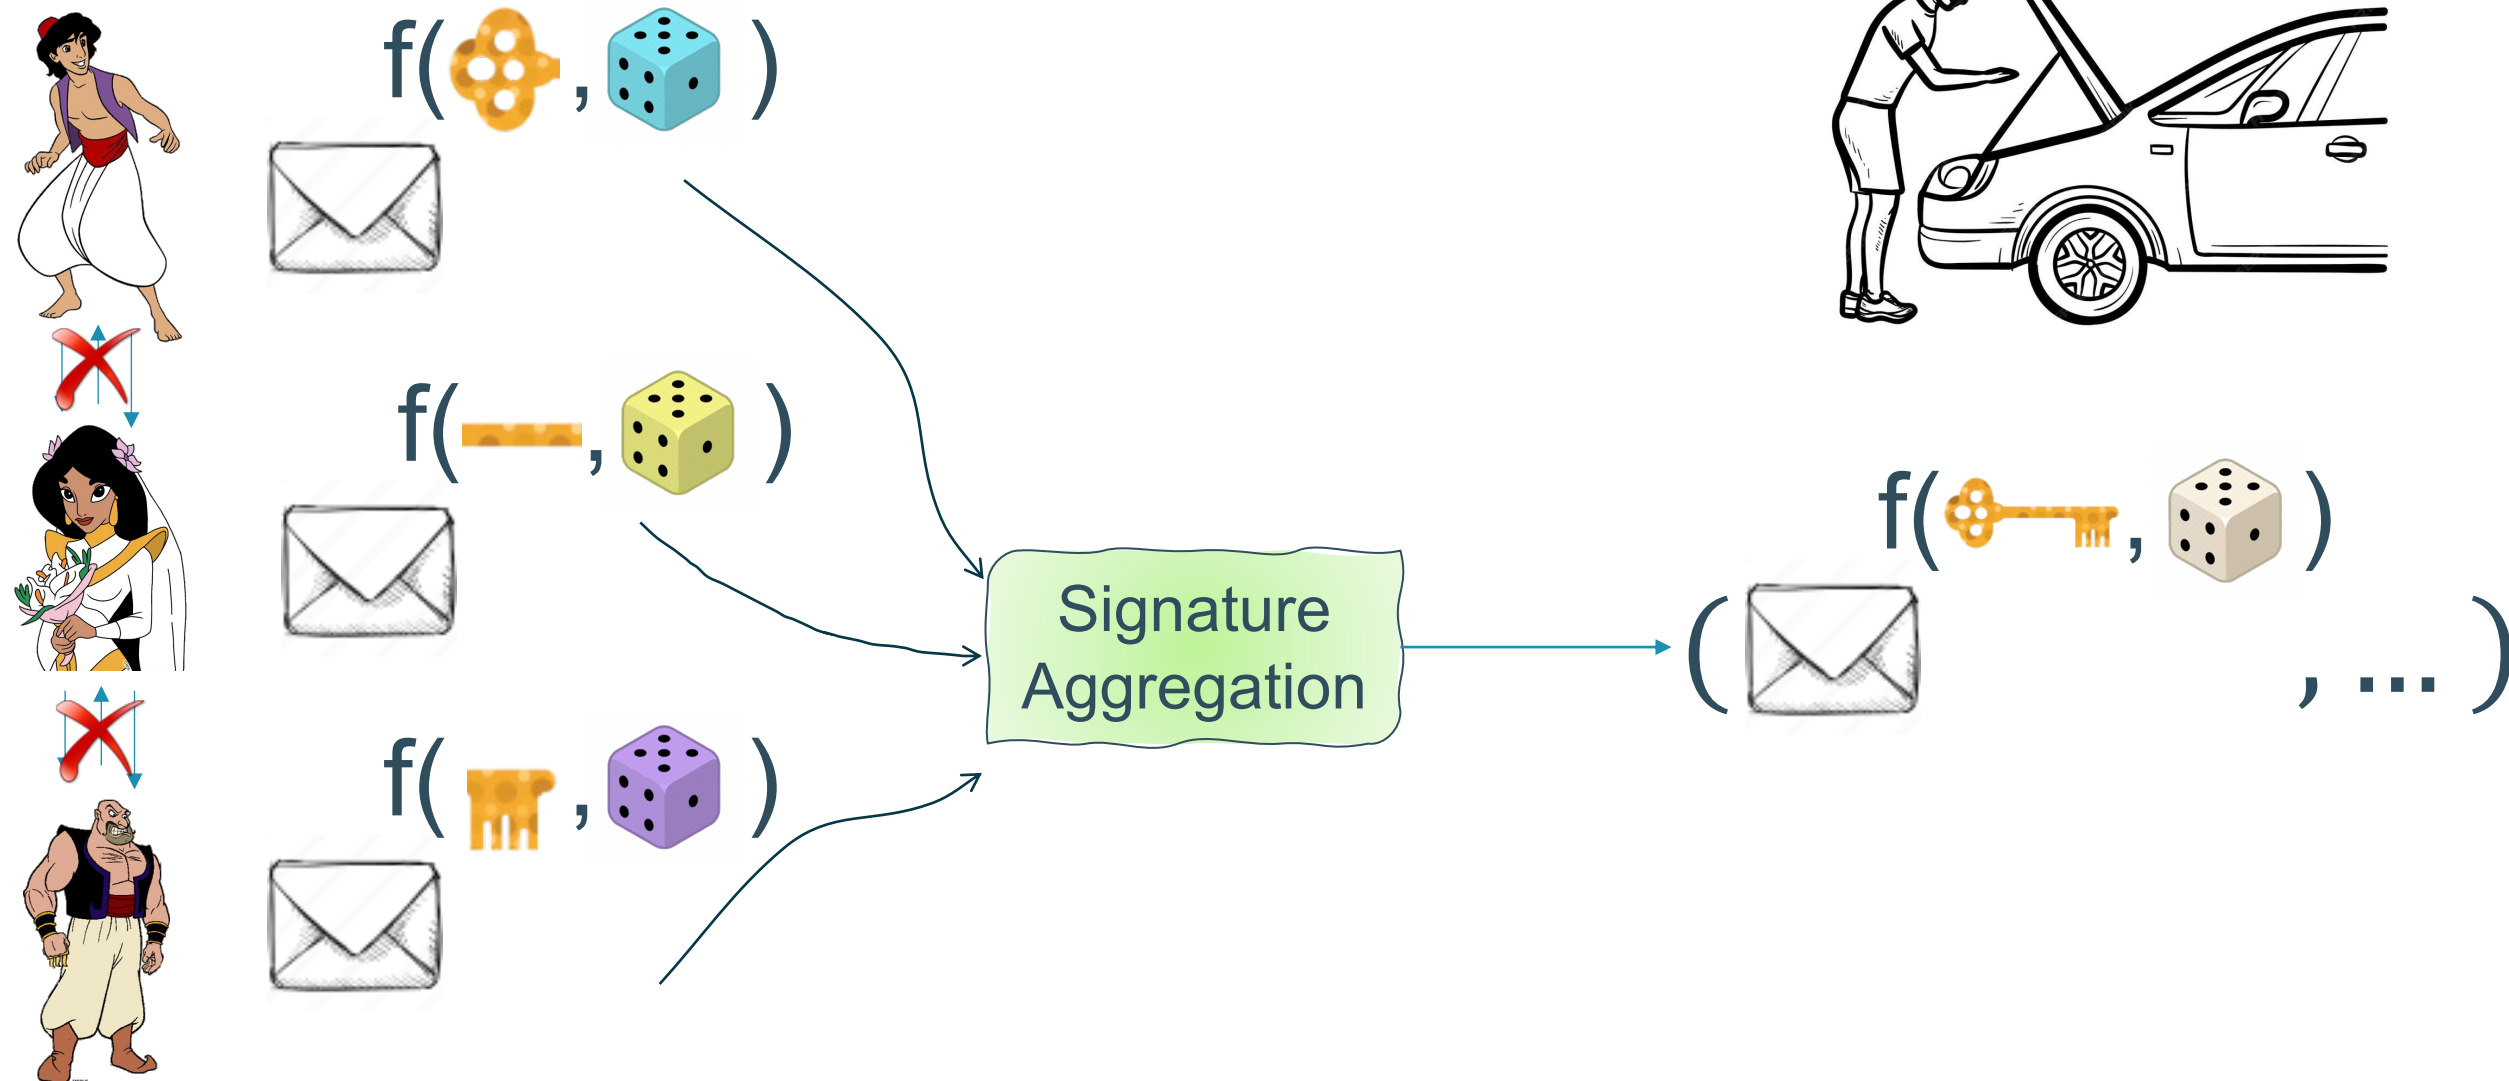 f( , )
f( , )
f( , )
Signature
Aggregation
f( , )
( , ... )